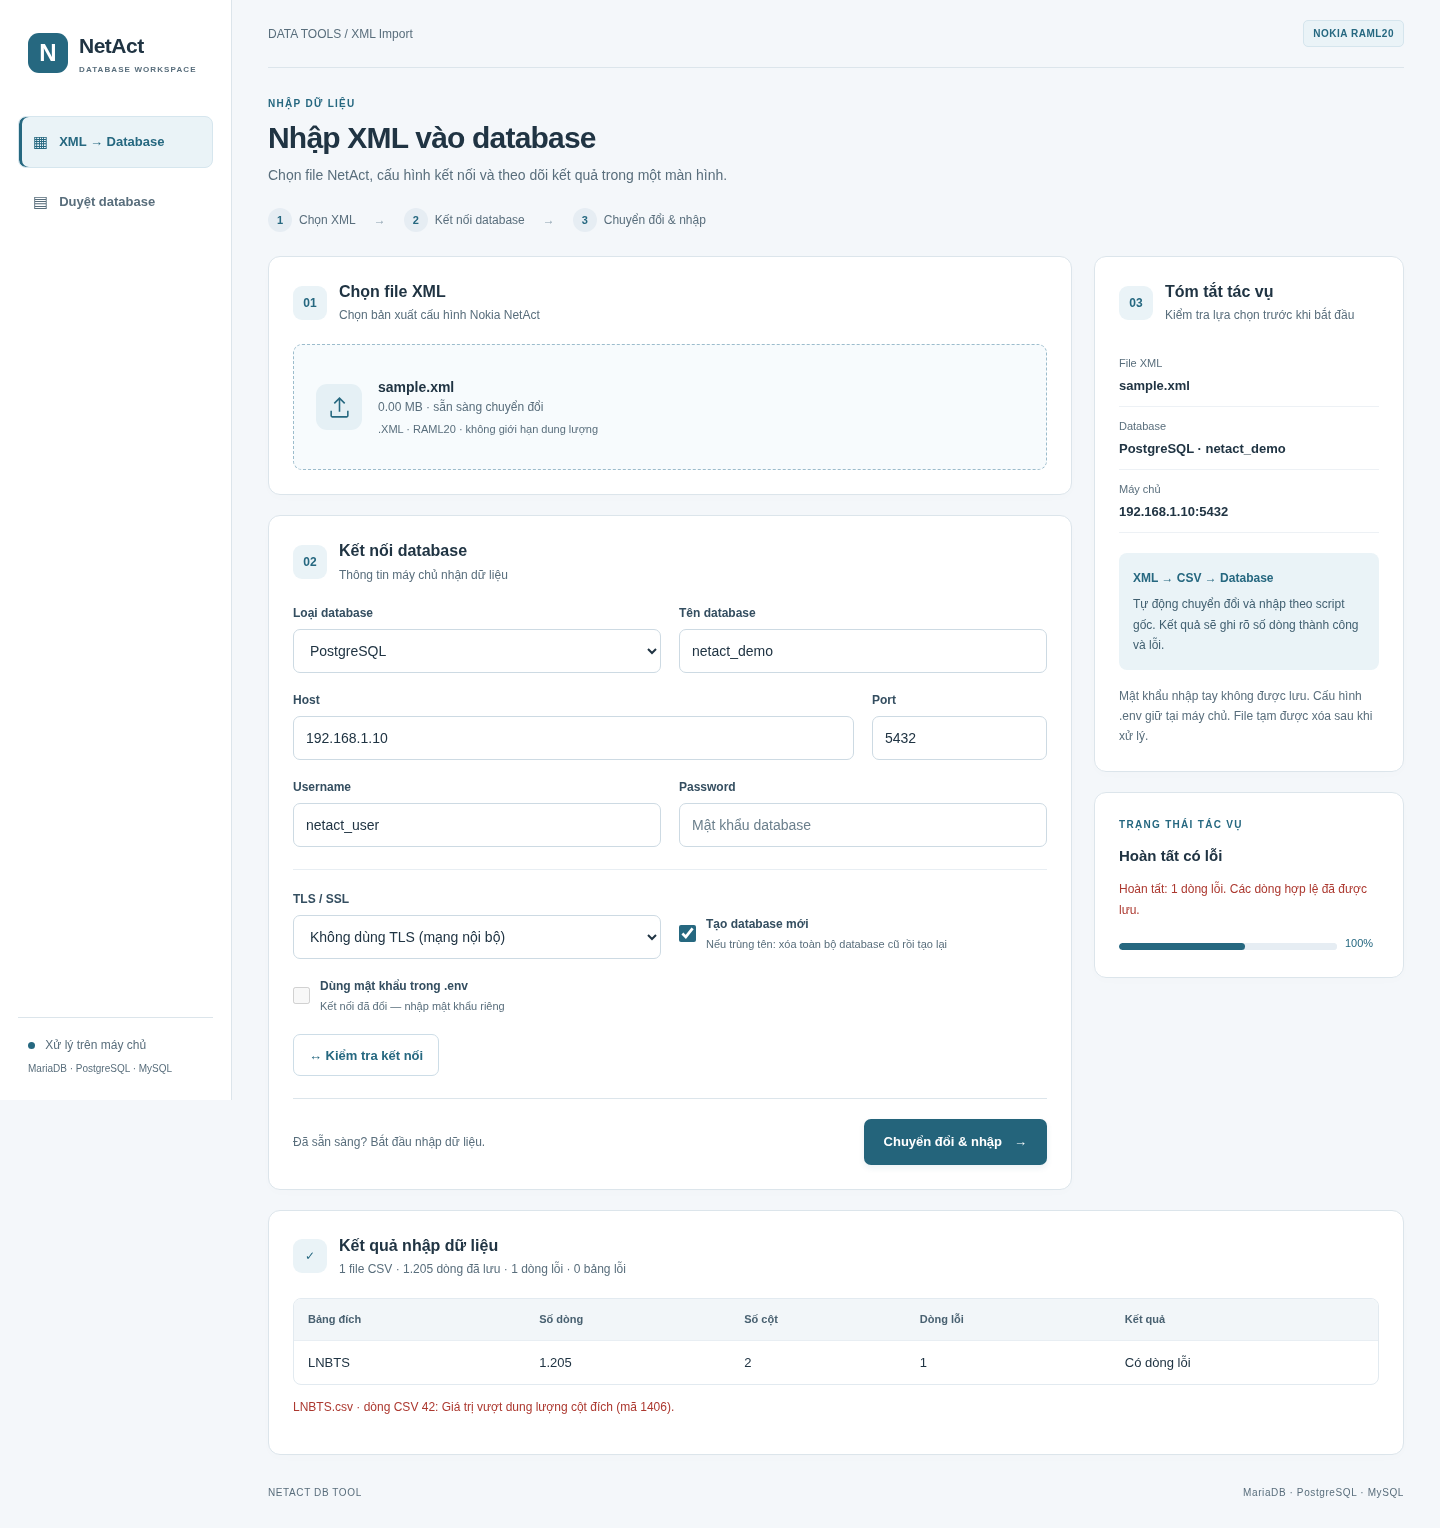 N
NetAct
DATABASE WORKSPACE
XML → Database
Duyệt database
Xử lý trên máy chủ
MariaDB · PostgreSQL · MySQL
DATA TOOLS / XML Import
NOKIA RAML20
NHẬP DỮ LIỆU
Nhập XML vào database
Chọn file NetAct, cấu hình kết nối và theo dõi kết quả trong một màn hình.
1 Chọn XML → 2 Kết nối database → 3 Chuyển đổi & nhập
01
Chọn file XML
Chọn bản xuất cấu hình Nokia NetAct
sample.xml
0.00 MB · sẵn sàng chuyển đổi
.XML · RAML20 · không giới hạn dung lượng
02
Kết nối database
Thông tin máy chủ nhận dữ liệu
Loại database
PostgreSQL
Tên database
netact_demo
Host
192.168.1.10
Port
5432
Username
netact_user
Password
Mật khẩu database
TLS / SSL
Không dùng TLS (mạng nội bộ)
Tạo database mới
Nếu trùng tên: xóa toàn bộ database cũ rồi tạo lại
Dùng mật khẩu trong .env
Kết nối đã đổi — nhập mật khẩu riêng
↔ Kiểm tra kết nối
Đã sẵn sàng? Bắt đầu nhập dữ liệu.
Chuyển đổi & nhập →
03
Tóm tắt tác vụ
Kiểm tra lựa chọn trước khi bắt đầu
File XML
sample.xml
Database
PostgreSQL · netact_demo
Máy chủ
192.168.1.10:5432
XML → CSV → Database
Tự động chuyển đổi và nhập theo script
gốc. Kết quả sẽ ghi rõ số dòng thành công
và lỗi.
Mật khẩu nhập tay không được lưu. Cấu hình
.env giữ tại máy chủ. File tạm được xóa sau khi
xử lý.
TRẠNG THÁI TÁC VỤ
Hoàn tất có lỗi
Hoàn tất: 1 dòng lỗi. Các dòng hợp lệ đã được
lưu.
100%
✓
Kết quả nhập dữ liệu
1 file CSV · 1.205 dòng đã lưu · 1 dòng lỗi · 0 bảng lỗi
Bảng đích Số dòng Số cột Dòng lỗi Kết quả
LNBTS 1.205 2 1 Có dòng lỗi
LNBTS.csv · dòng CSV 42: Giá trị vượt dung lượng cột đích (mã 1406).
NETACT DB TOOL
MariaDB · PostgreSQL · MySQL